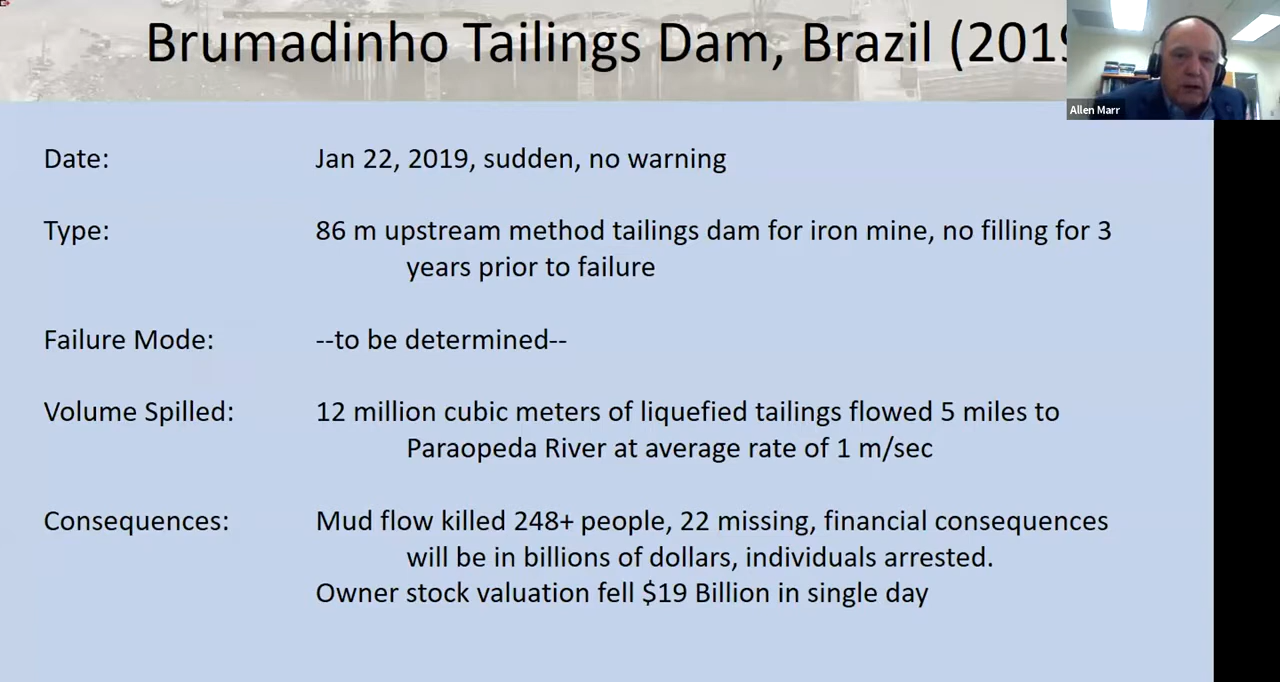 Brumadinho Tailings Dam, Brazil (2019
Allen Marr
Date: Jan 22, 2019, sudden, no warning
Type: 86 m upstream method tailings dam for iron mine, no filling for 3
years prior to failure
Failure Mode: --to be determined--
Volume Spilled: 12 million cubic meters of liquefied tailings flowed 5 miles to
Paraopeda River at average rate of 1 m/sec
Consequences: Mud flow killed 248+ people, 22 missing, financial consequences
will be in billions of dollars, individuals arrested.
Owner stock valuation fell $19 Billion in single day